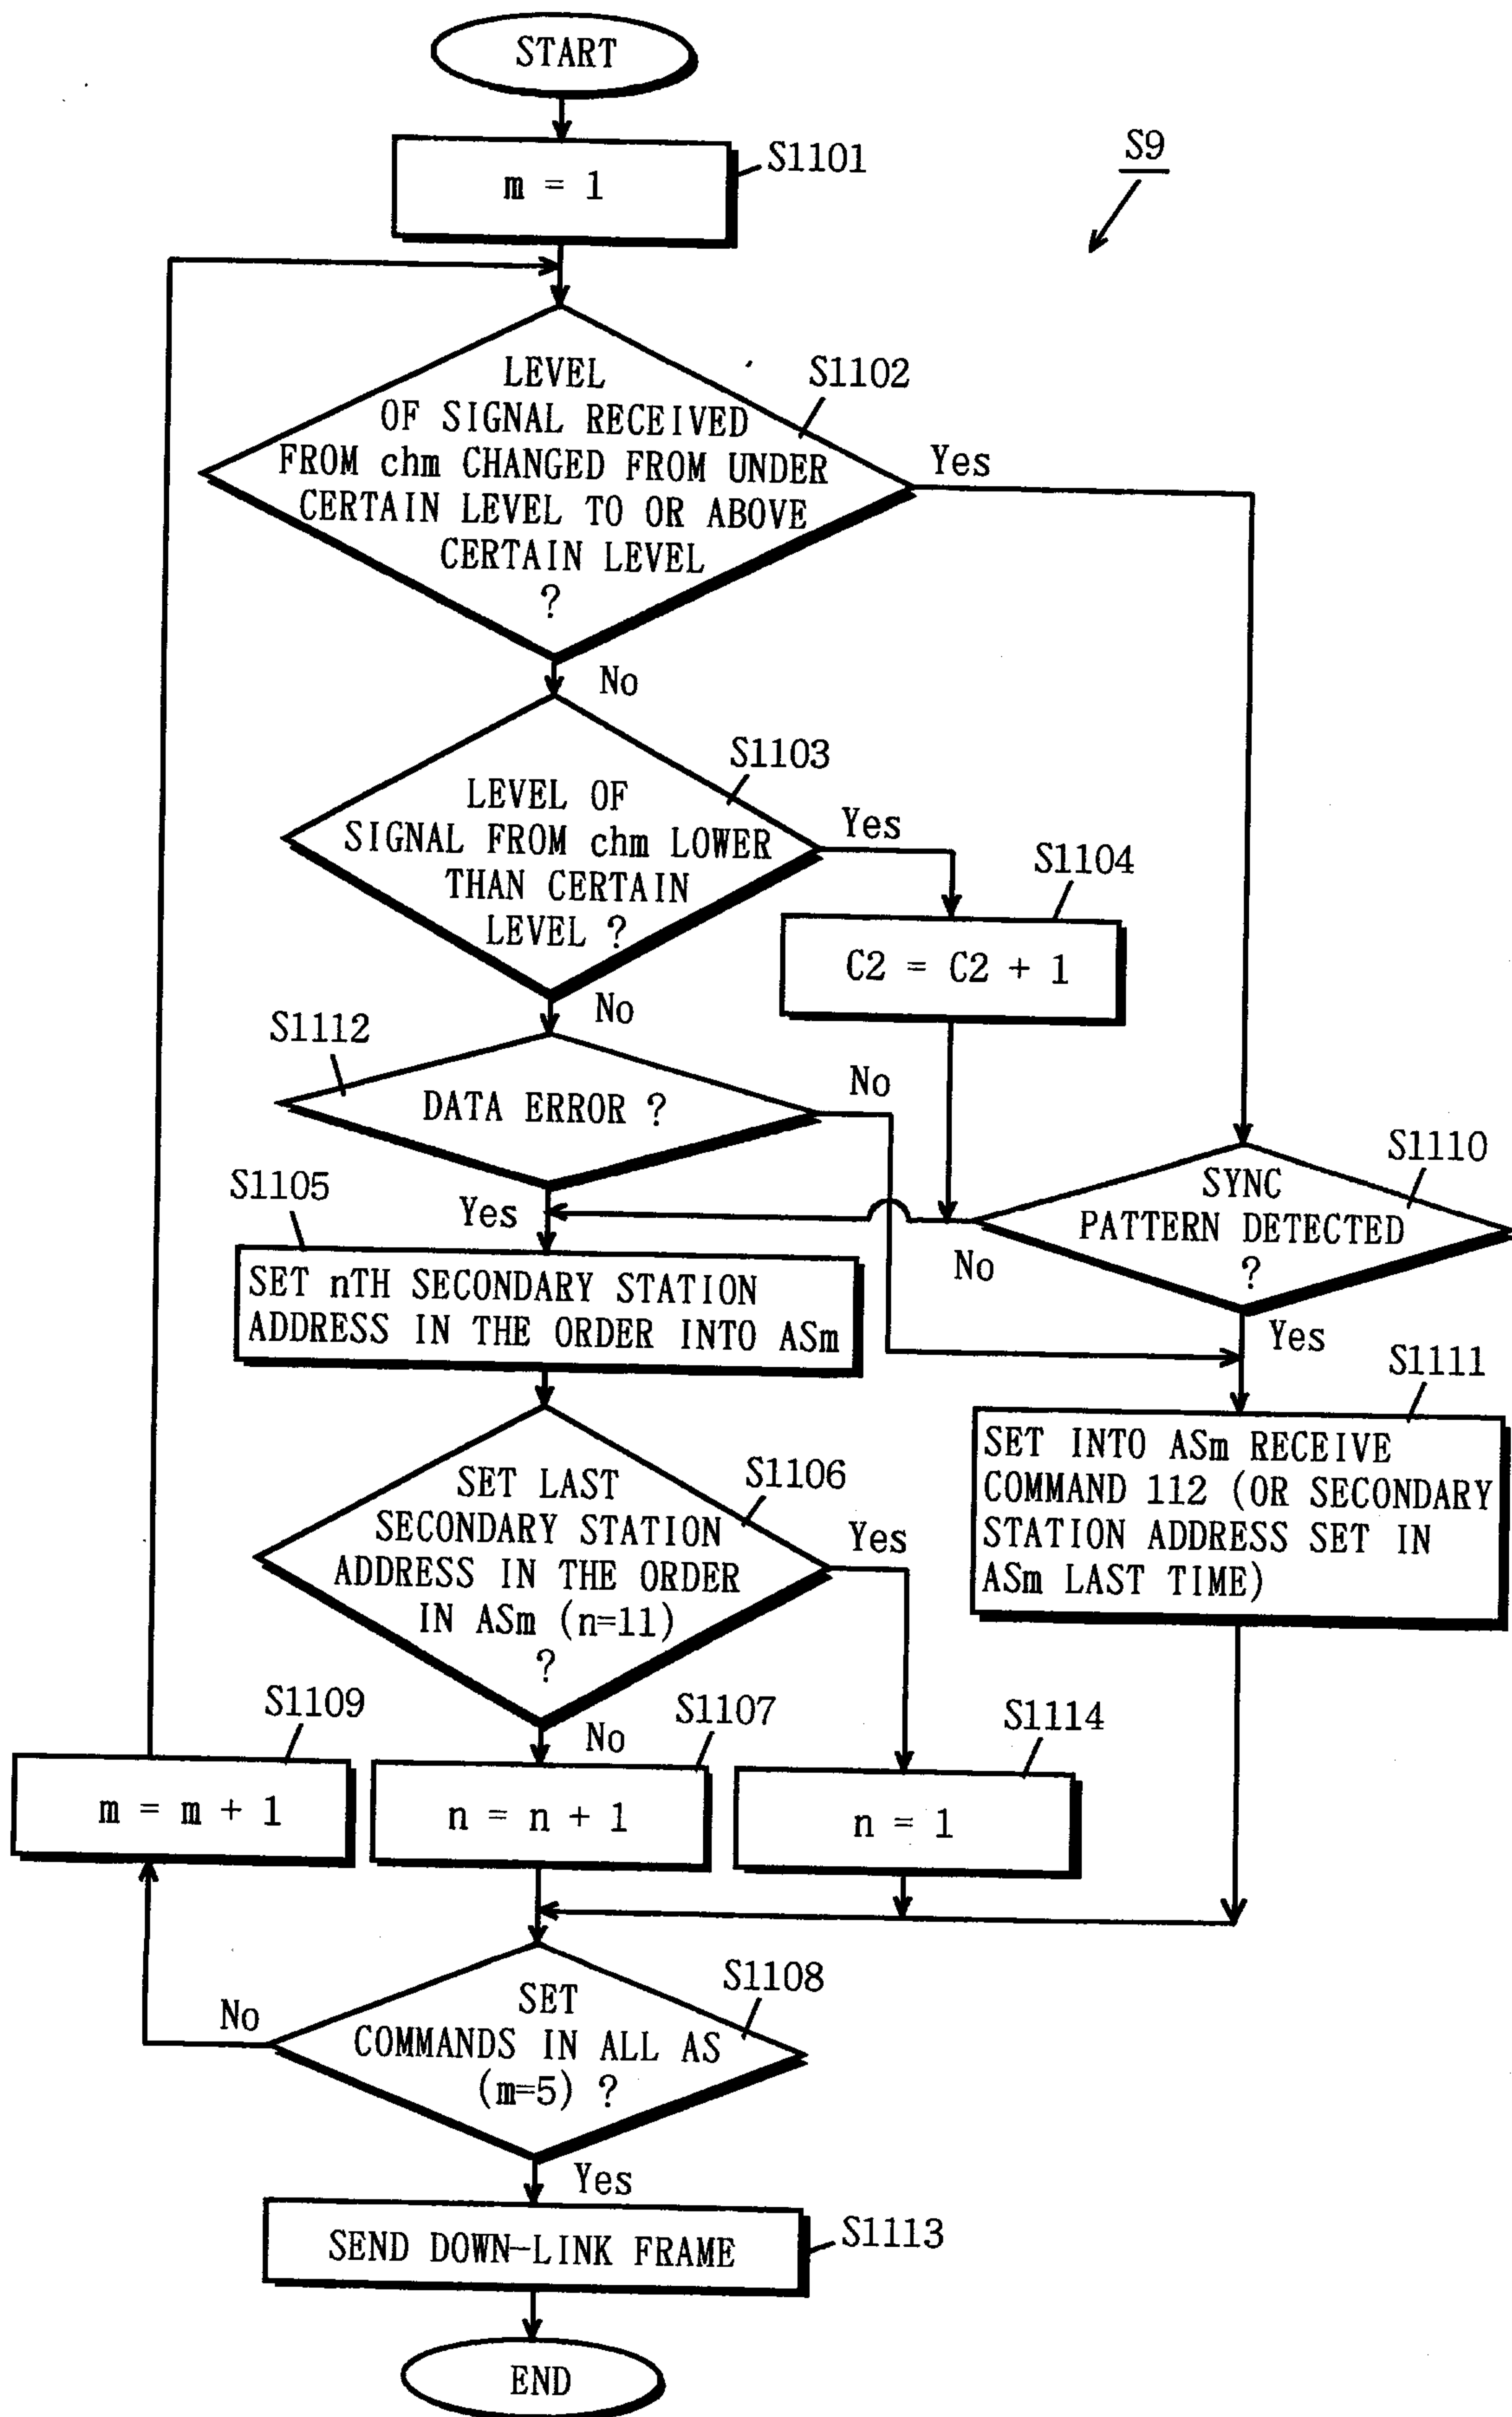 START
S1101
m = 1
S9
S1102
LEVEL
OF SIGNAL RECEIVED
FROM chm CHANGED FROM UNDER
CERTAIN LEVEL TO OR ABOVE
CERTAIN LEVEL
?
Yes
No
S1103
LEVEL OF
SIGNAL FROM chm LOWER
THAN CERTAIN
LEVEL ?
Yes
S1104
C2 = C2 + 1
No
S1112
DATA ERROR ?
No
S1110
SYNC
PATTERN DETECTED
?
S1105
Yes
No
Yes
SET nTH SECONDARY STATION
ADDRESS IN THE ORDER INTO ASm
S1111
SET INTO ASm RECEIVE
COMMAND 112 (OR SECONDARY
STATION ADDRESS SET IN
ASm LAST TIME)
S1106
SET LAST
SECONDARY STATION
ADDRESS IN THE ORDER
IN ASm (n=11)
?
Yes
No
S1109
m = m + 1
S1107
n = n + 1
S1114
n = 1
S1108
SET
COMMANDS IN ALL AS
(m=5) ?
No
Yes
SEND DOWN-LINK FRAME
S1113
END